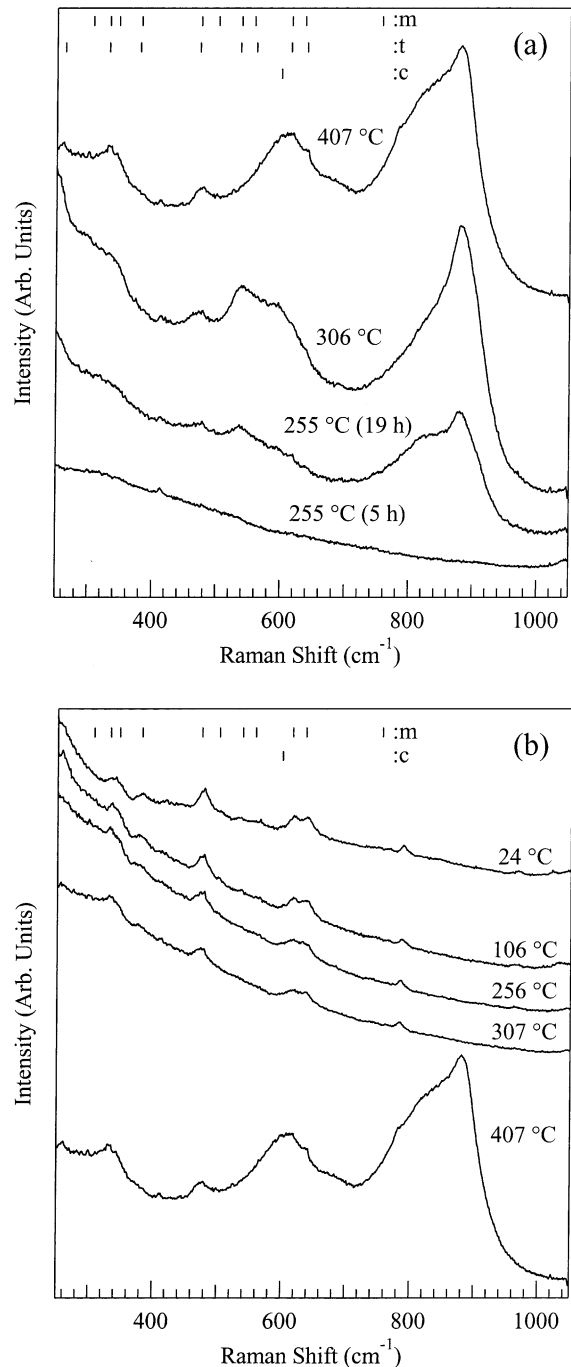 :m
(a)
:t
:c
407 °C
306 °C
255 °C (19 h)
255 °C (5 h)
Intensity (Arb. Units)
400 600 800 1000
Raman Shift (cm-1)
:m
(b)
:c
24 °C
106 °C
256 °C
307 °C
407 °C
Intensity (Arb. Units)
400 600 800 1000
Raman Shift (cm-1)